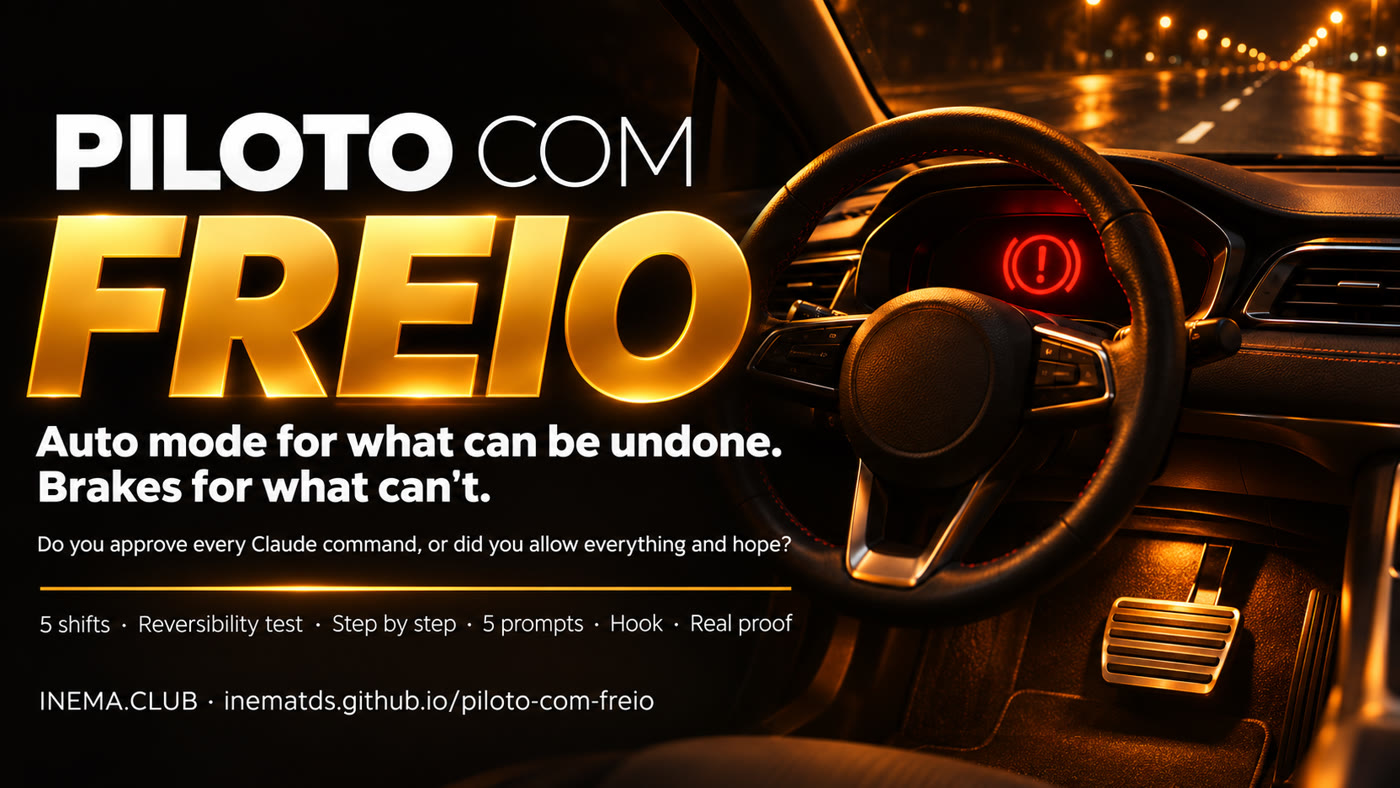 PILOTO COM
FREIO
Auto mode for what can be undone.
Brakes for what can’t.
Do you approve every Claude command, or did you allow everything and hope?
5 shifts · Reversibility test · Step by step · 5 prompts · Hook · Real proof
INEMA.CLUB · inematds.github.io/piloto-com-freio